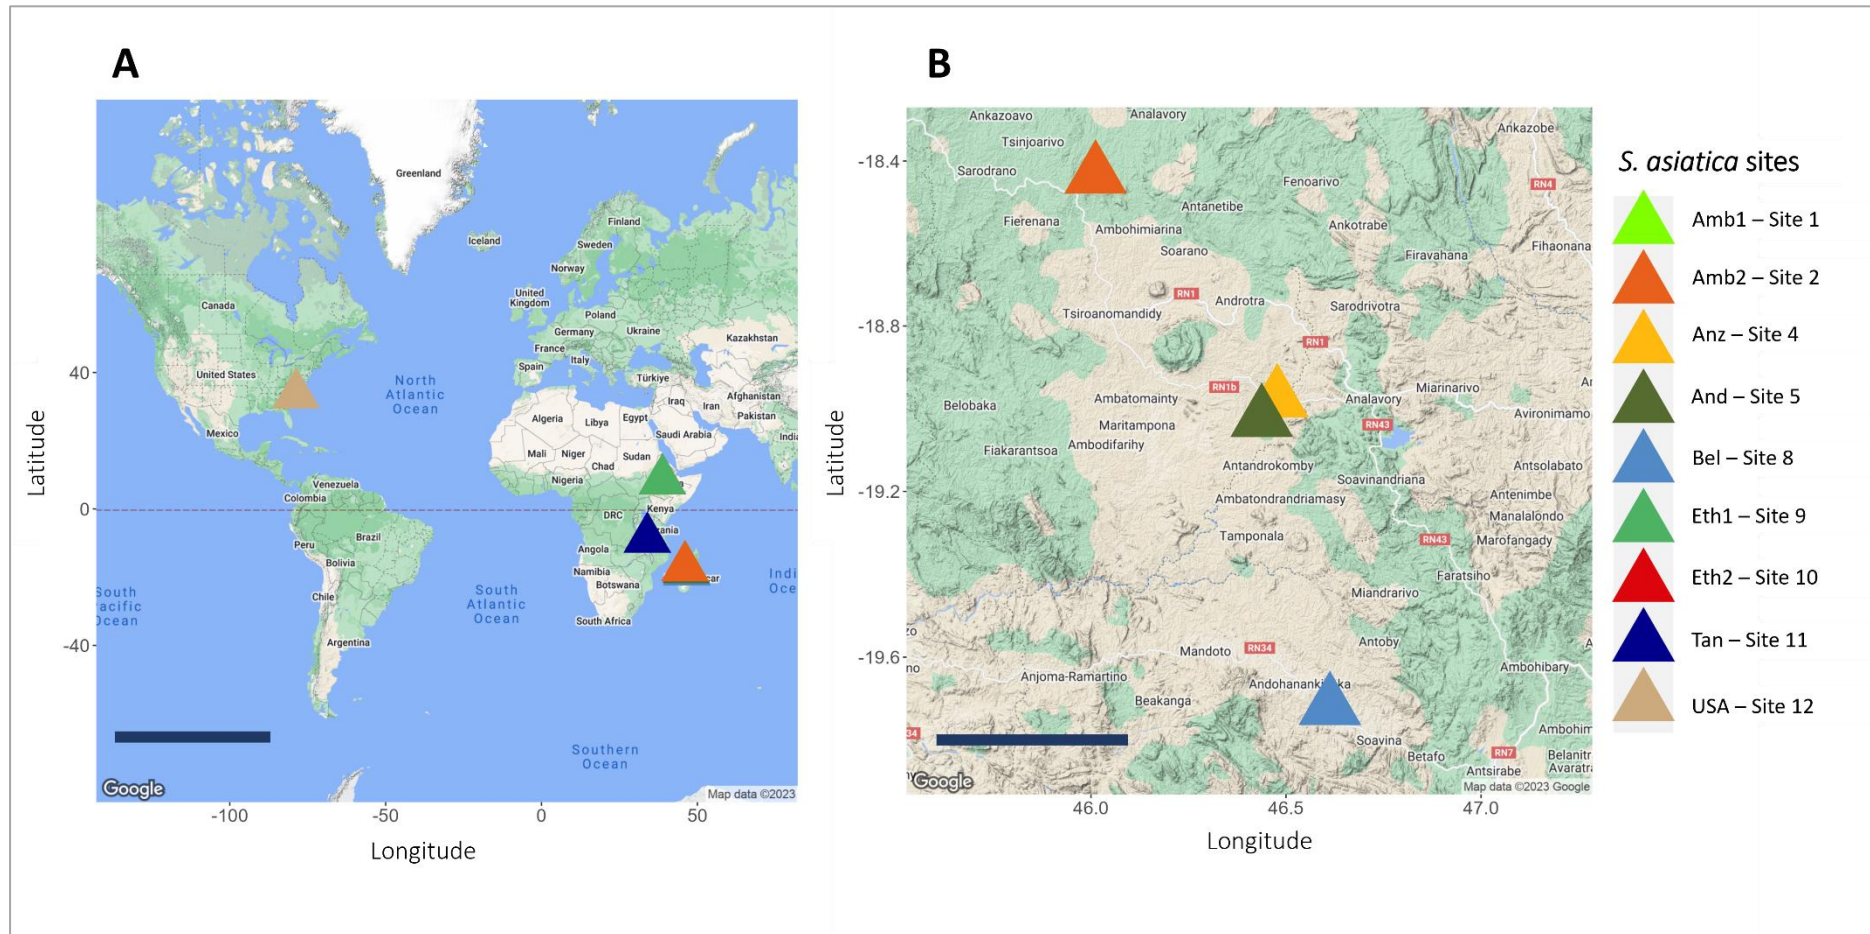 A
B
Greenland
Iceland
Finland
Sweden
Norway
United
Kingdom
Poland
Germany
Ukraine
France
Italy
Spain
Türkiye
Kazakhstan
Canada
United States
Mexico
North
Atlantic
Ocean
Iraq
Iran
Afghanistan
Pakistan
India
Algeria
Libya
Egypt
Saudi Arabia
Mali
Niger
Chad
Sudan
Nigeria
Venezuela
Colombia
DRC
Kenya
Peru
Brazil
Bolivia
Angola
Namibia
Botswana
Chile
South Africa
Argentina
South
Atlantic
Ocean
Southern
Ocean
Google
Map data ©2023
40
0
-40
-100
-50
0
50
Latitude
Longitude
Ankazoavo
Analavory
Ankazobe
Tsinjoarivo
Sarodrano
Fenoarivo
RN4
Antanetibe
Fierenana
Ambohimiarina
Ankotrabe
Soarano
Firavahana
Fihaonana
RN1
Androtra
Sarodrivotra
Tsiroanomandidy
RN1
RN1b
Miarinarivo
Belobaka
Ambatomainty
Analavory
Avironimamo
Maritampona
RN43
Fiakarantsoa
Ambodifarihy
Antandrokomby
Antsolabato
Soavinandriana
Ambatondrandriamasy
Antenimbe
Manalalondo
Tamponala
RN43
Marofangady
Faratsiho
Miandrarivo
Antoby
Mandoto
RN34
Ambohibary
Anjoma-Ramartino
Beakanga
Soavina
Betafo
RN7
Antsirabe
Google
Map data ©2023 Google
-18.4
-18.8
-19.2
-19.6
46.0
46.5
47.0
Latitude
Longitude
S. asiatica sites
Amb1 – Site 1
Amb2 – Site 2
Anz – Site 4
And – Site 5
Bel – Site 8
Eth1 – Site 9
Eth2 – Site 10
Tan – Site 11
USA – Site 12